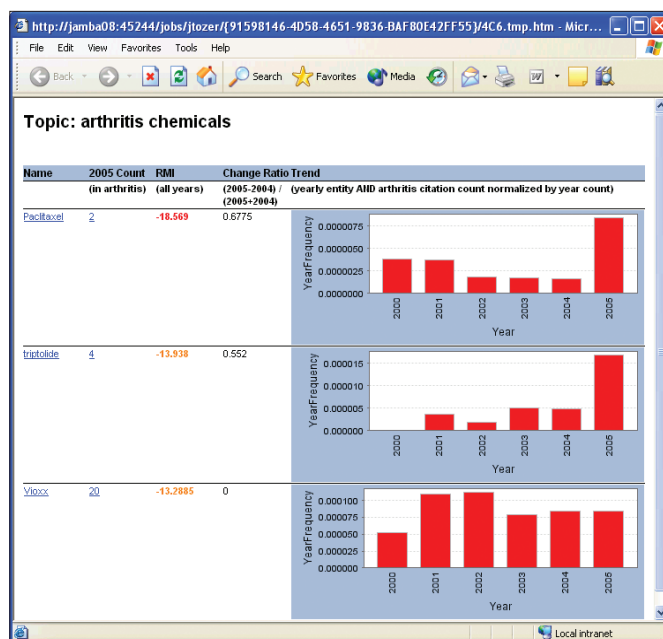 http://jamba08:45244/jobs/jtozer/{91598146-4D58-4651-9836-BAF80E42FF55}/4C6.tmp.htm - Micr...
File Edit View Favorites Tools Help
Back Search Favorites Media
Topic: arthritis chemicals
Name 2005 Count RMI Change Ratio Trend
(in arthritis) (all years) (2005-2004) / (yearly entity AND arthritis citation count normalized by year count)
(2005+2004)
Paclitaxel 2 -18.569 0.6775
YearFrequency
0.0000075
0.0000050
0.0000025
0.0000000
2000 2001 2002 2003 2004 2005
Year
triptolide 4 -13.938 0.552
YearFrequency
0.000015
0.000010
0.000005
0.000000
2000 2001 2002 2003 2004 2005
Year
Vioxx 20 -13.2885 0
YearFrequency
0.000100
0.000075
0.000050
0.000025
0.000000
2000 2001 2002 2003 2004 2005
Year
Local intranet